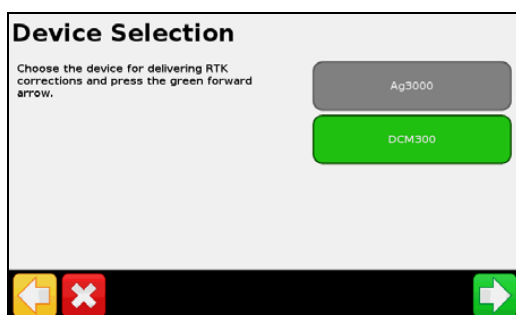 Device Selection
Choose the device for delivering RTK
corrections and press the green forward
arrow.
Ag3000
DCM300